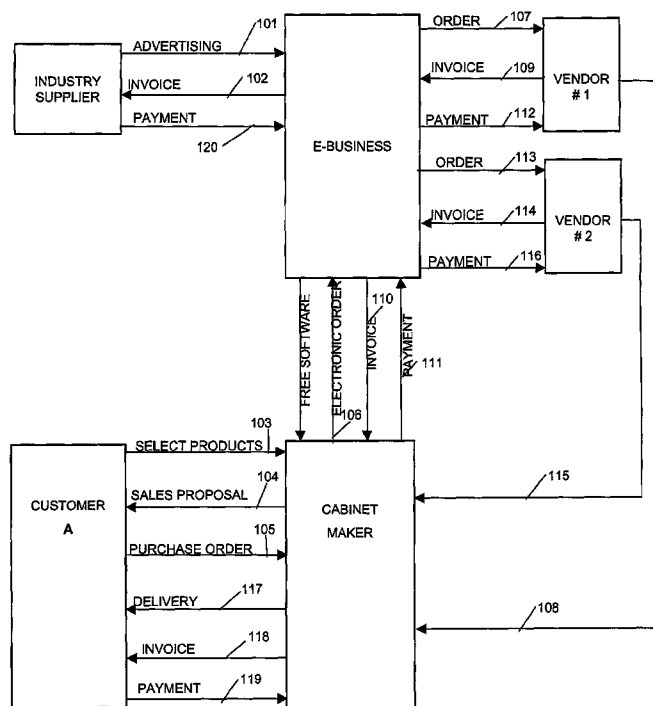 ADVERTISING
101
INVOICE
102
PAYMENT
120
INDUSTRY
SUPPLIER
E-BUSINESS
ORDER
107
INVOICE
109
PAYMENT
112
VENDOR
# 1
ORDER
113
INVOICE
114
PAYMENT
116
VENDOR
# 2
FREE SOFTWARE
ELECTRONIC ORDER
106
INVOICE
110
PAYMENT
111
CUSTOMER
A
SELECT PRODUCTS
103
SALES PROPOSAL
104
PURCHASE ORDER
105
DELIVERY
117
INVOICE
118
PAYMENT
119
CABINET
MAKER
115
108